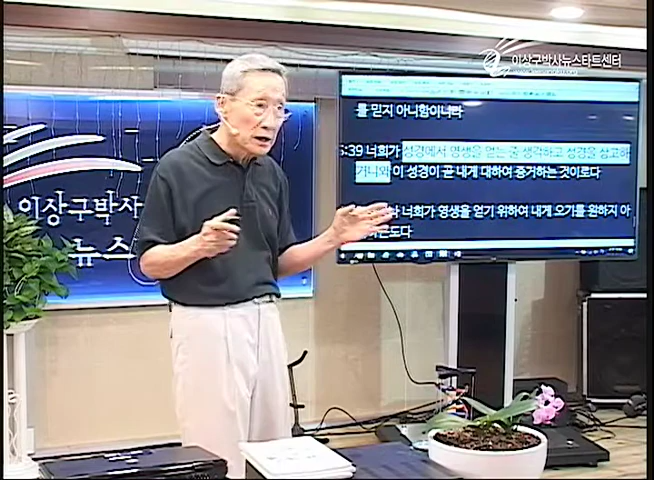 이상구박사뉴스타트센터
를 믿지 아니함이니라
5:39 너희가 성경에서 영생을 얻는 줄 생각하고 성경을 상고하
거니와 이 성경이 곧 내게 대하여 증거하는 것이로다
너희가 영생을 얻기 위하여 내게 오기를 원하지 아
이상구박사
뉴스